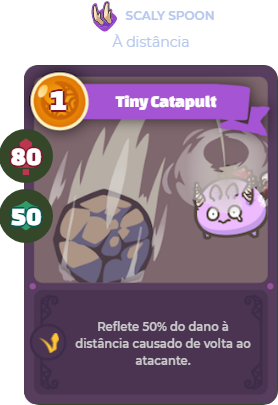 SCALY SPOON
À distância
1
Tiny Catapult
80
50
Reflete 50% do dano à
distância causado de volta ao
atacante.